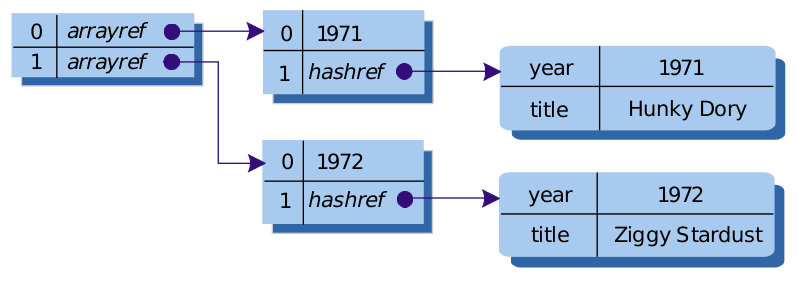 0 arrayref
1 arrayref
0 1971
1 hashref
year 1971
title Hunky Dory
0 1972
1 hashref
year 1972
title Ziggy Stardust